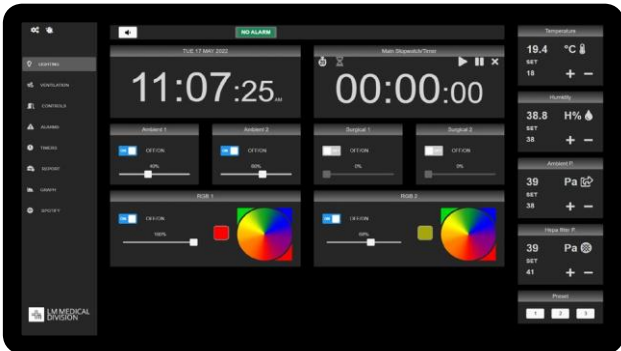 NO ALARM
LIGHTING
VENTILATION
CONTROLS
ALARMS
TIMERS
REPORT
GRAPH
SPOTIFY
LM MEDICAL
DIVISION
TUE 17 MAY 2022
11:07:25 AM
Main Stopwatch/Timer
00:00:00
Ambient 1
ON OFF/ON
40%
Ambient 2
ON OFF/ON
60%
Surgical 1
OFF/ON
0%
Surgical 2
OFF/ON
0%
RGB 1
ON OFF/ON
100%
RGB 2
ON OFF/ON
Temperature
19.4 °C
SET
18 + −
Humidity
38.8 H%
SET
38 + −
Ambient P.
39 Pa
SET
38 + −
Hepa filter P.
39 Pa
SET
41 + −
Preset
1 2 3